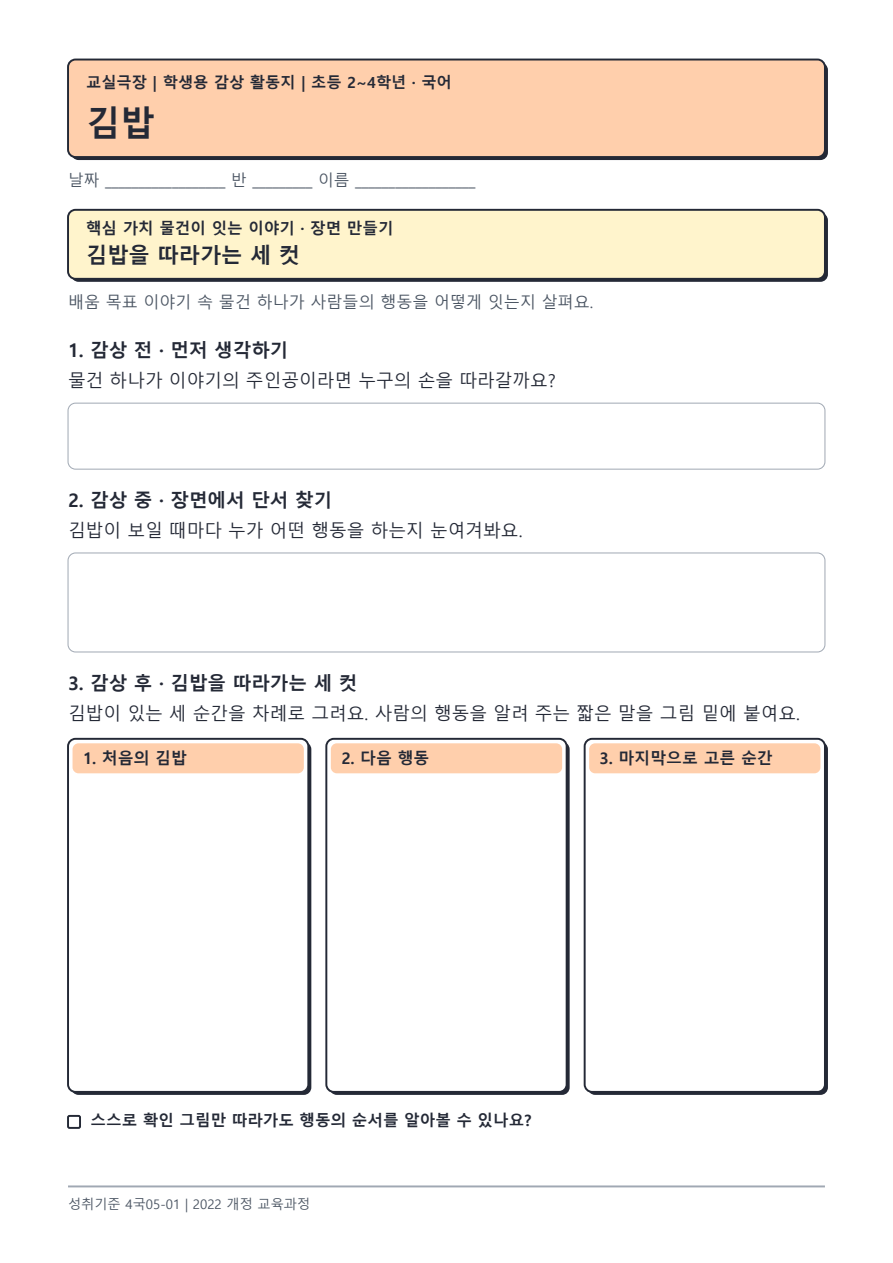 교실극장 | 학생용 감상 활동지 | 초등 2~4학년 · 국어
김밥
날짜 _______________ 반 _______ 이름 _______________
핵심 가치 물건이 잇는 이야기 · 장면 만들기
김밥을 따라가는 세 컷
배움 목표 이야기 속 물건 하나가 사람들의 행동을 어떻게 잇는지 살펴요.
1. 감상 전 · 먼저 생각하기
물건 하나가 이야기의 주인공이라면 누구의 손을 따라갈까요?
2. 감상 중 · 장면에서 단서 찾기
김밥이 보일 때마다 누가 어떤 행동을 하는지 눈여겨봐요.
3. 감상 후 · 김밥을 따라가는 세 컷
김밥이 있는 세 순간을 차례로 그려요. 사람의 행동을 알려 주는 짧은 말을 그림 밑에 붙여요.
1. 처음의 김밥
2. 다음 행동
3. 마지막으로 고른 순간
스스로 확인 그림만 따라가도 행동의 순서를 알아볼 수 있나요?
성취기준 4국05-01 | 2022 개정 교육과정